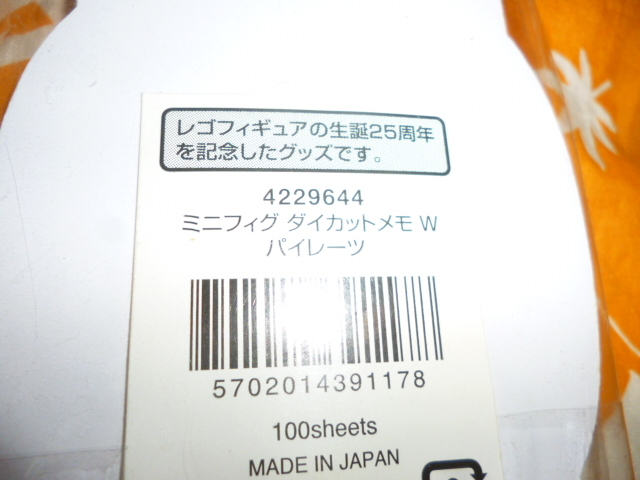 レゴフィギュアの生誕25周年
を記念したグッズです。
4229644
ミニフィグ ダイカットメモ W
パイレーツ
5702014391178
100sheets
MADE IN JAPAN